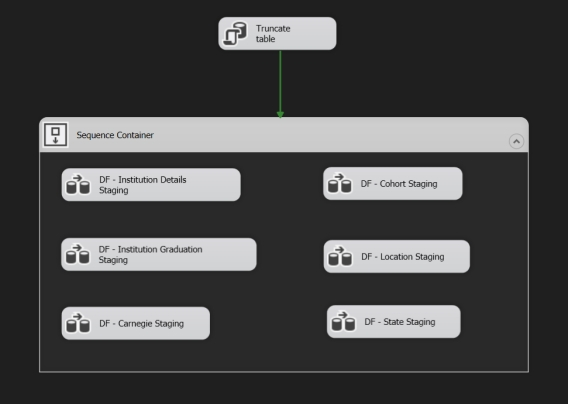 Truncate
table
Sequence Container
DF - Institution Details
Staging
DF - Cohort Staging
DF - Institution Graduation
Staging
DF - Location Staging
DF - Carnegie Staging
DF - State Staging